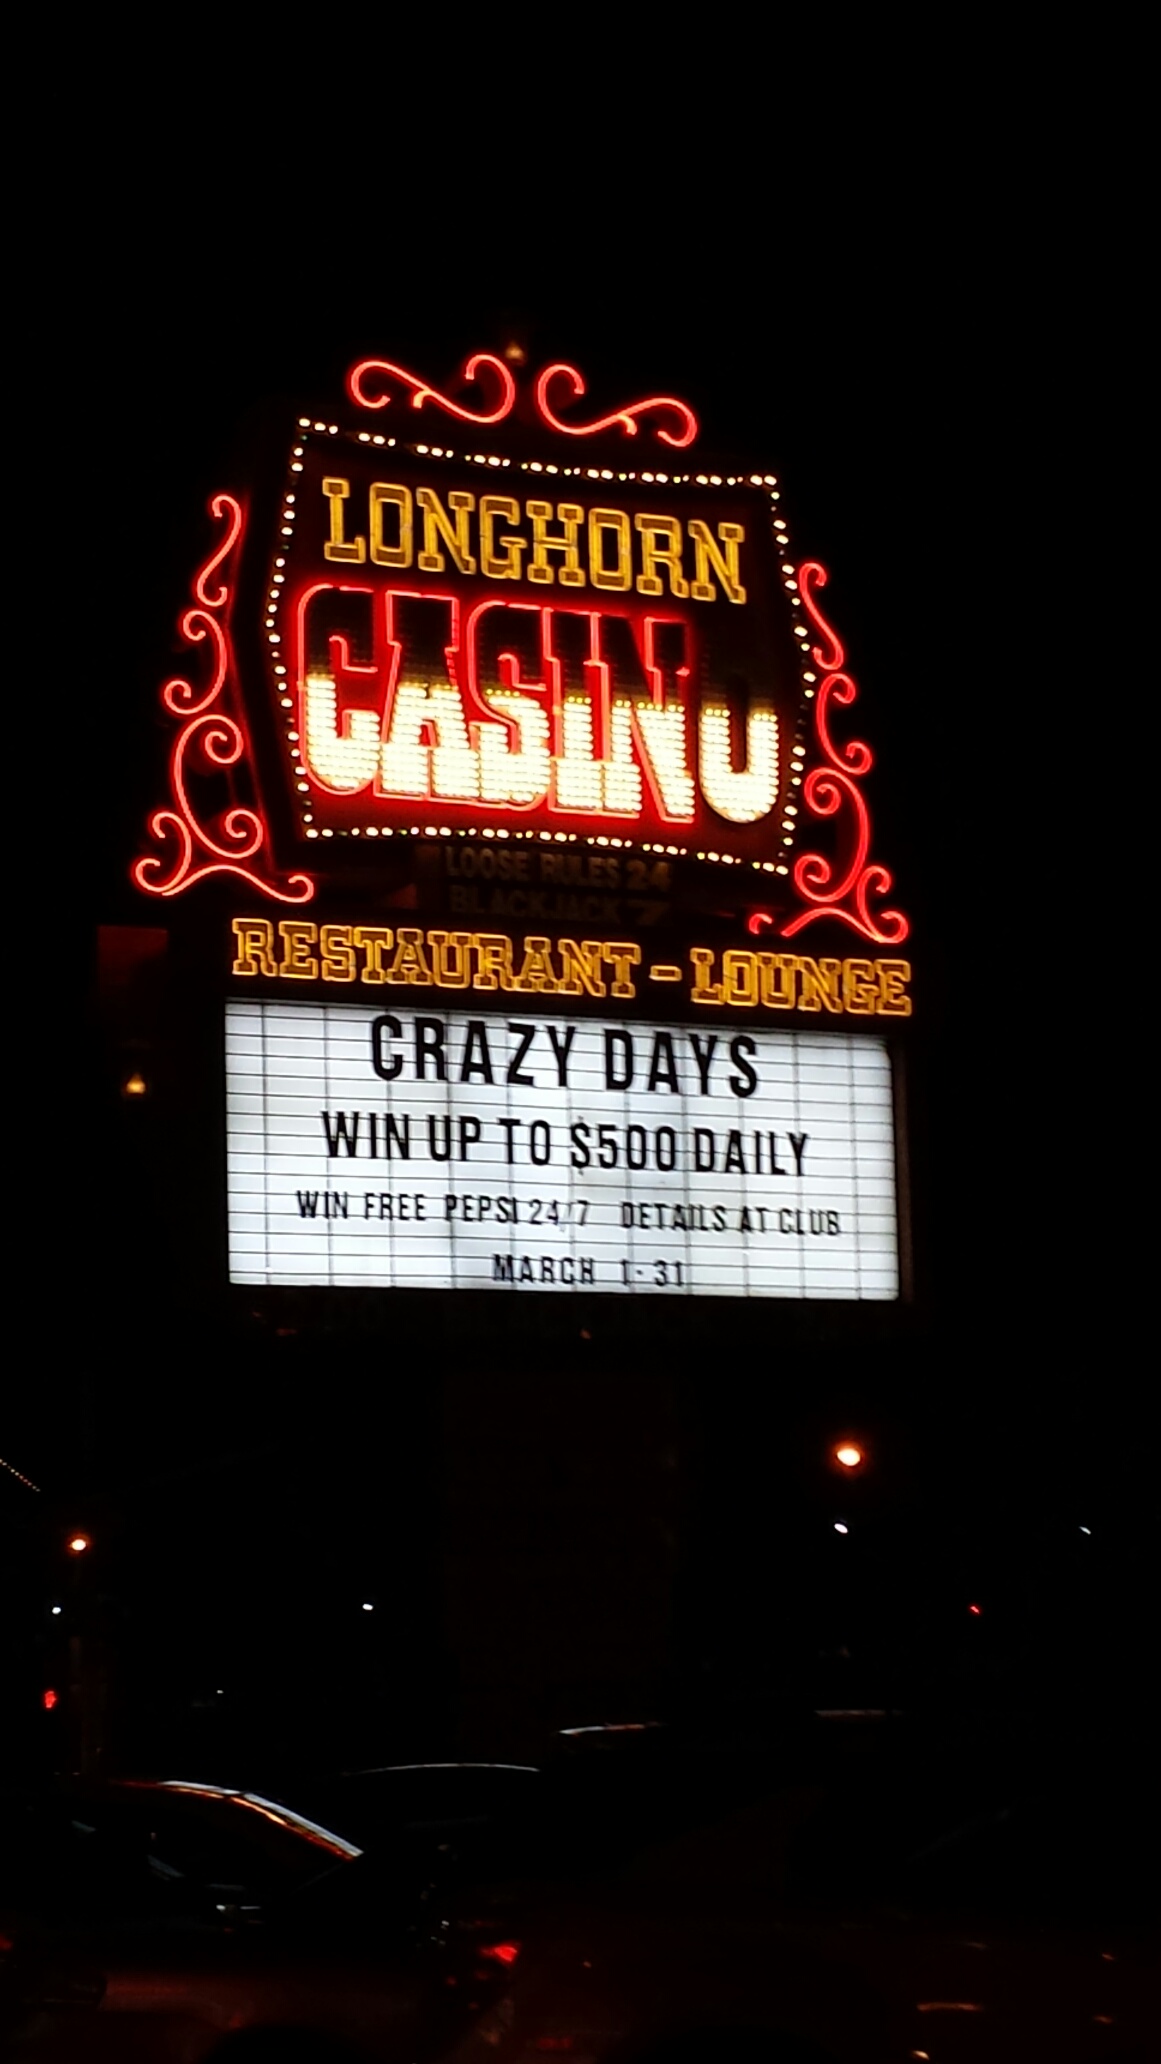 LONGHORN
CASINO
LOOSE RULES 24
BLACKJACK 7
RESTAURANT - LOUNGE
CRAZY DAYS
WIN UP TO $500 DAILY
WIN FREE PEPSI 24/7 DETAILS AT CLUB
MARCH 1-31